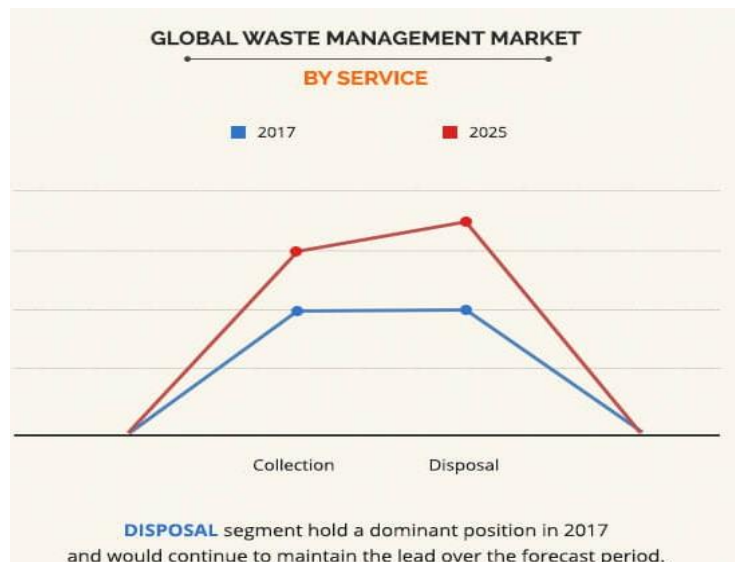 GLOBAL WASTE MANAGEMENT MARKET
BY SERVICE
2017 2025
Collection Disposal
DISPOSAL segment hold a dominant position in 2017
and would continue to maintain the lead over the forecast period.